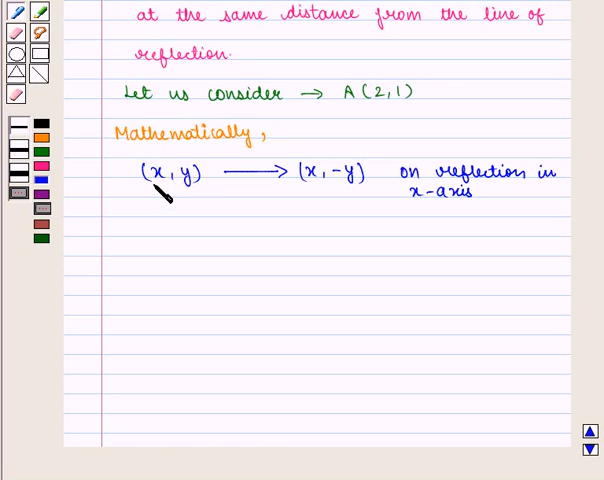 at the same distance from the line of
reflection.
Let us consider → A (2,1)
Mathematically,
(x, y) ⟶ (x, -y) on reflection in
x-axis